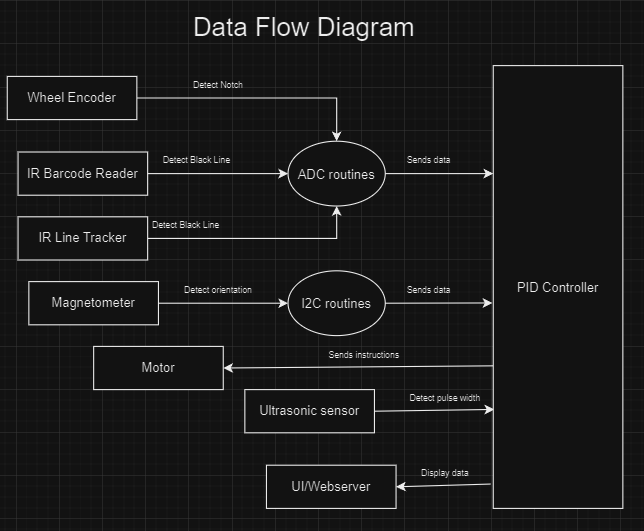 Data Flow Diagram
Detect Notch
Wheel Encoder
Detect Black Line
Sends data
IR Barcode Reader
ADC routines
Detect Black Line
IR Line Tracker
PID Controller
Detect orientation
Sends data
Magnetometer
I2C routines
Sends instructions
Motor
Detect pulse width
Ultrasonic sensor
Display data
UI/Webserver